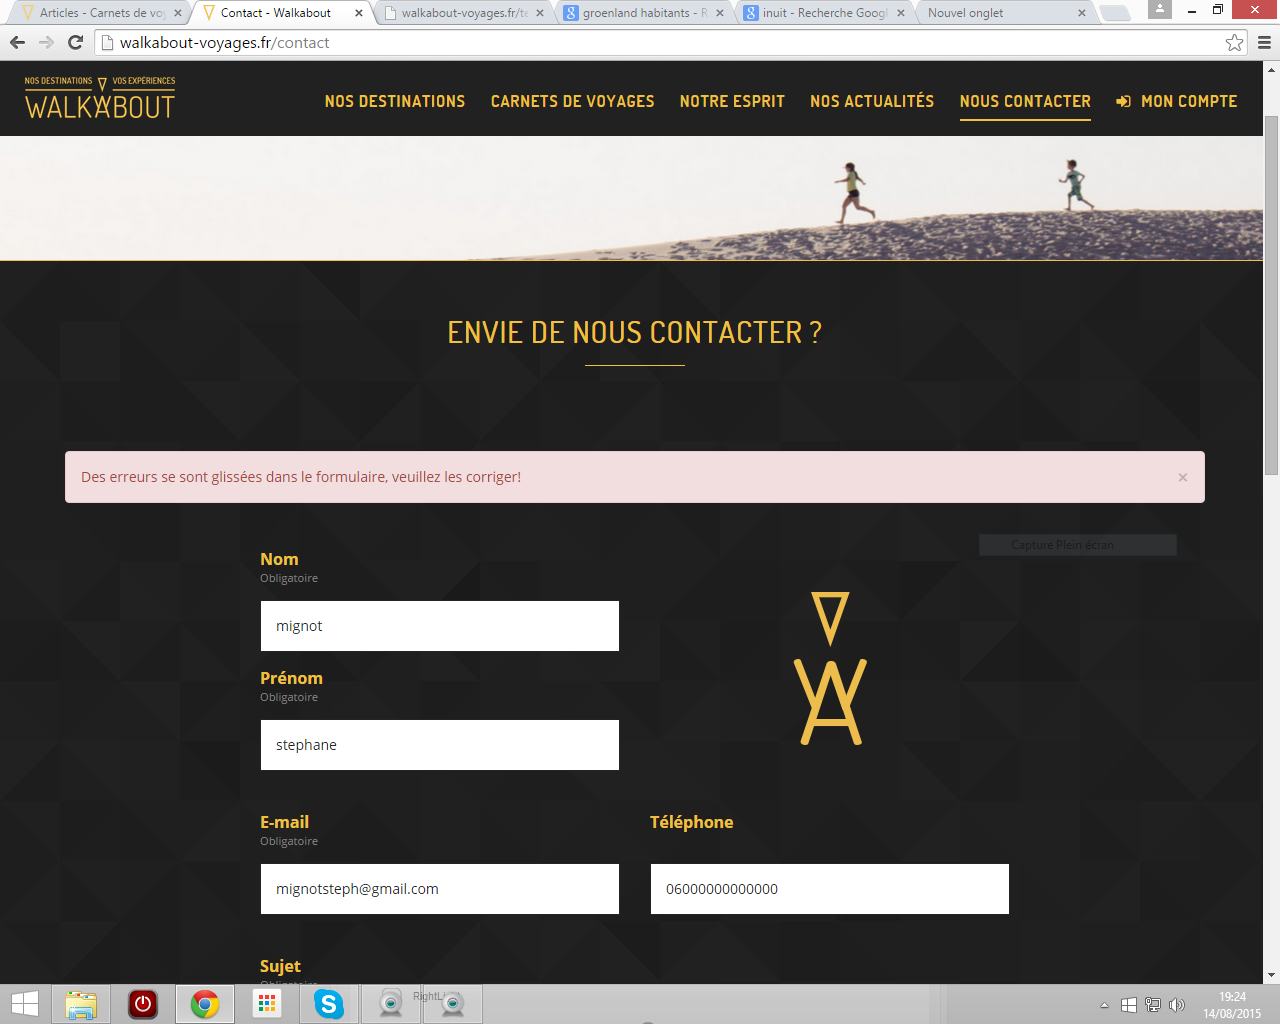 Articles - Carnets de voy
Contact - Walkabout
walkabout-voyages.fr/te
groenland habitants - R
inuit - Recherche Googl
Nouvel onglet
walkabout-voyages.fr/contact
NOS DESTINATIONS VOS EXPÉRIENCES
WALKABOUT
NOS DESTINATIONS
CARNETS DE VOYAGES
NOTRE ESPRIT
NOS ACTUALITÉS
NOUS CONTACTER
MON COMPTE
ENVIE DE NOUS CONTACTER ?
Des erreurs se sont glissées dans le formulaire, veuillez les corriger!
×
Capture Plein écran
Nom
Obligatoire
mignot
Prénom
Obligatoire
stephane
E-mail
Obligatoire
mignotsteph@gmail.com
Téléphone
06000000000000
Sujet
Obligatoire
19:24
14/08/2015